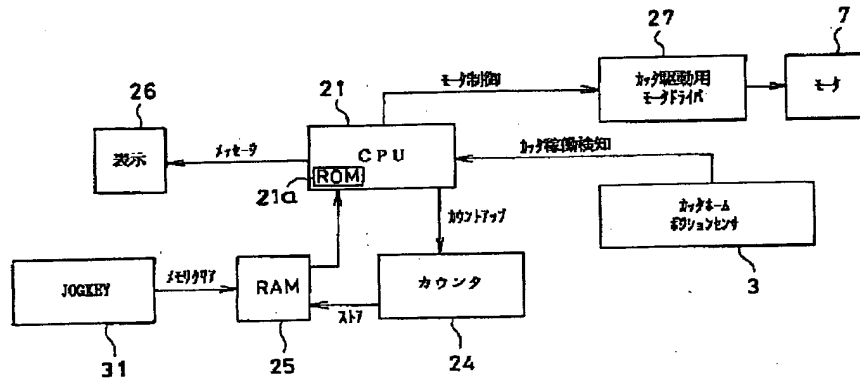 7
27
モータ制御
カッタ駆動用
モータドライバ
モータ
21
26
CPU
表示
メッセージ
カッタ稼働検知
ROM
21a
カウントアップ
カッタホーム
ポジションセンサ
3
JOGKEY
メモリクリア
RAM
ストア
カウンタ
31
25
24